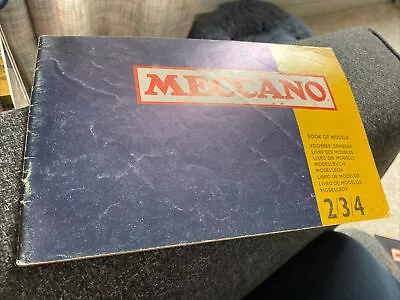 MECCANO
BOOK OF MODELS
VOORBEELDENBOEK
LIVRE DES MODELES
LIBRO DEI MODELLI
MODELLBUCH
MODELLBOK
LIBRO DE MODELOS
LIVRO DE MODELOS
2/3/4